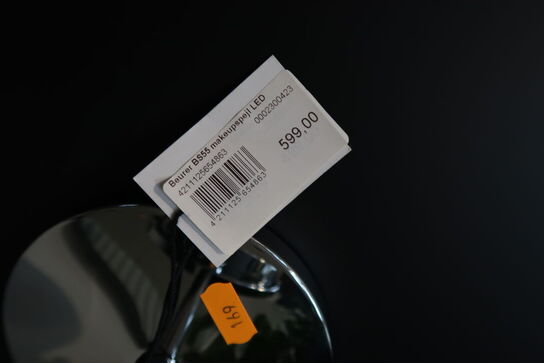 Beurer BS55 makeupspejl LED
4211125654863
0002300423
599,00
4 211125 654863
169